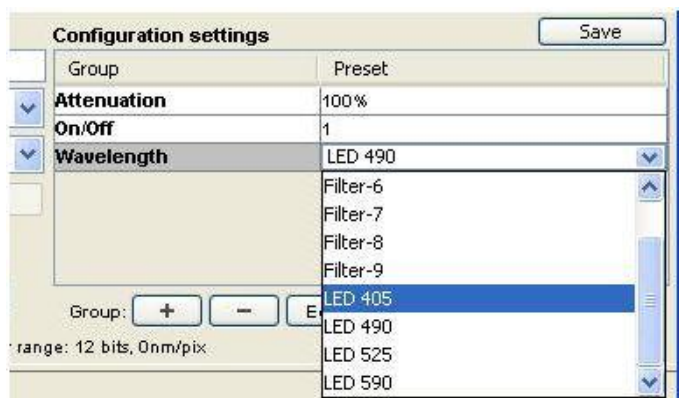 Configuration settings Save
Group Preset
Attenuation 100%
On/Off 1
Wavelength LED 490
Filter-6
Filter-7
Filter-8
Filter-9
LED 405
LED 490
LED 525
LED 590
Group: + -
range: 12 bits, 0nm/pix